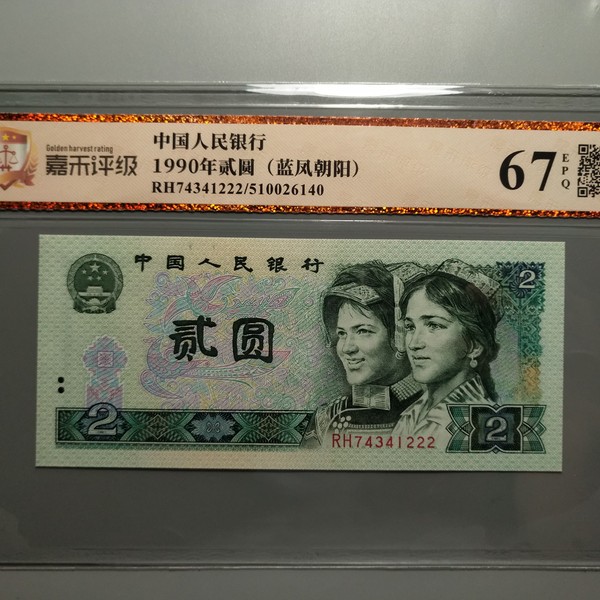 Golden harvest rating
嘉禾评级
中国人民银行
1990年贰圆（蓝凤朝阳）
RH74341222/510026140
67
EPQ
中国人民银行
2
贰圆
2
RH74341222
2